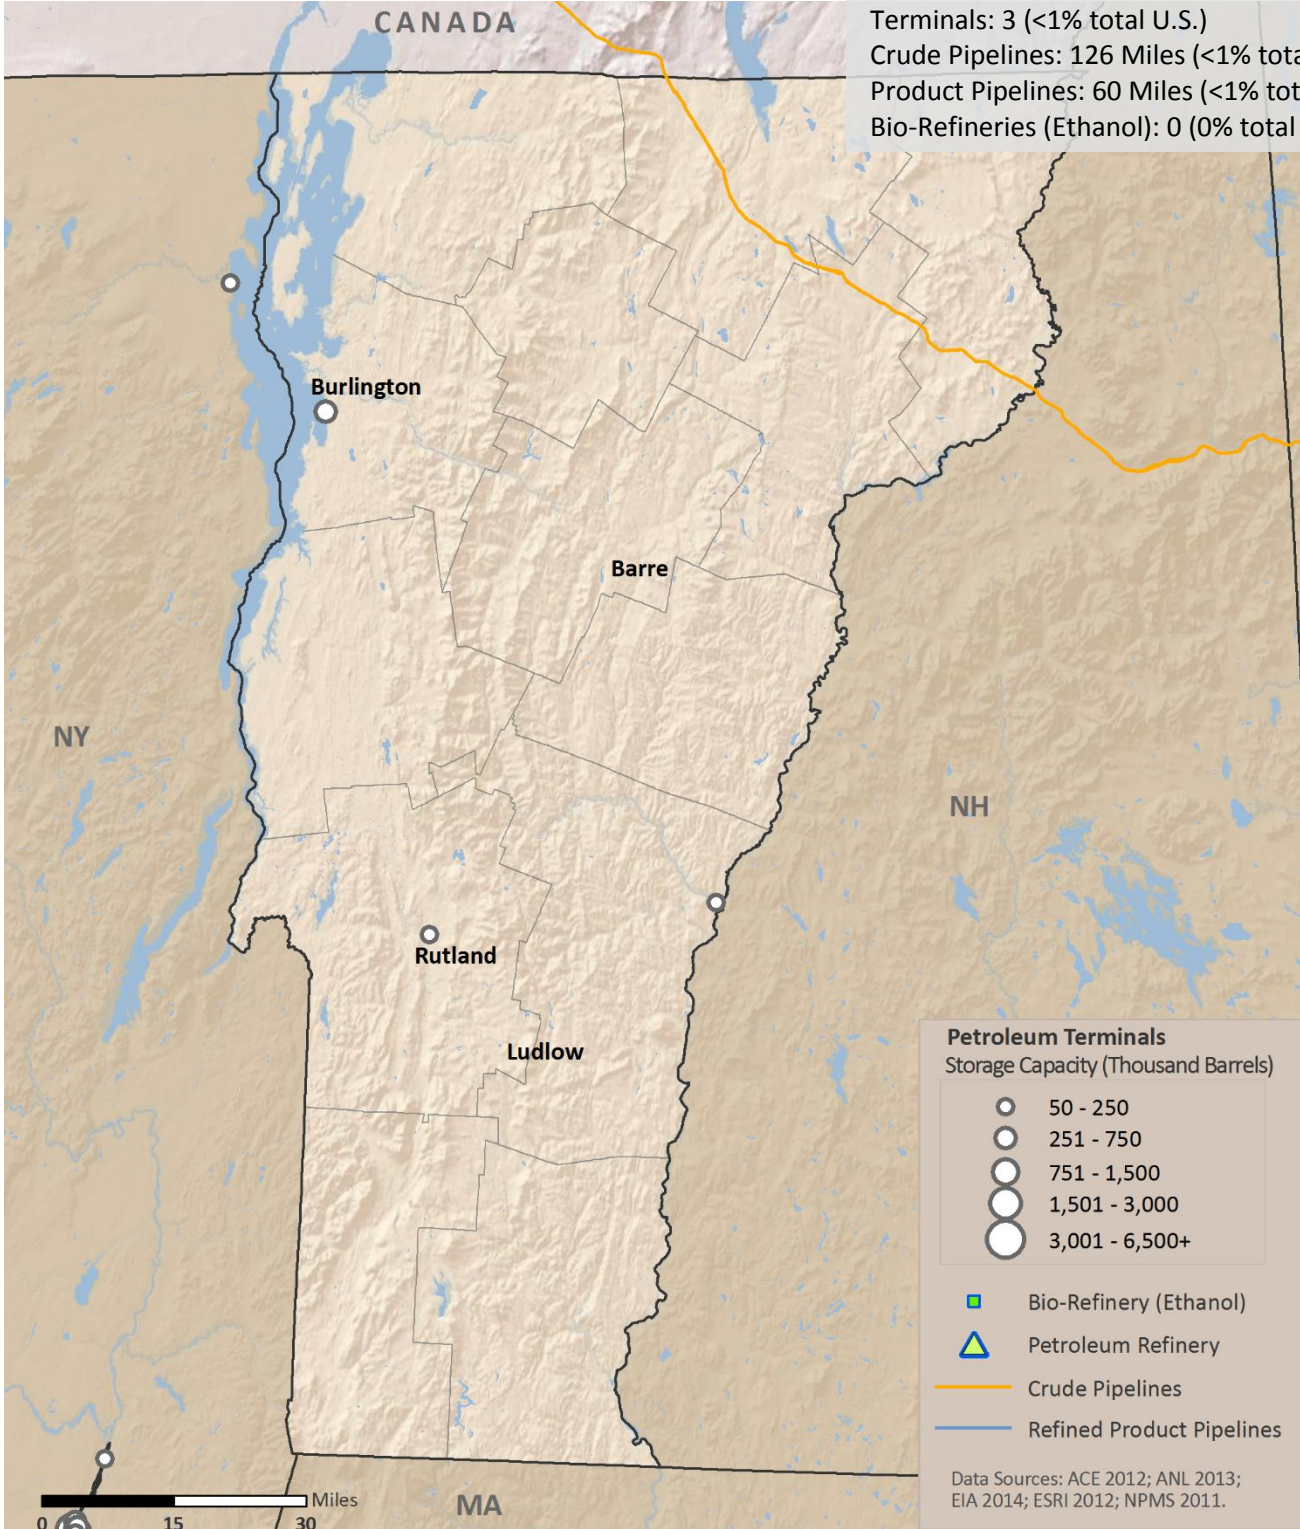 CANADA
Terminals: 3 (<1% total U.S.)
Crude Pipelines: 126 Miles (<1% tota
Product Pipelines: 60 Miles (<1% tot
Bio-Refineries (Ethanol): 0 (0% total
Burlington
Barre
NY
NH
Rutland
Ludlow
Petroleum Terminals
Storage Capacity (Thousand Barrels)
50 - 250
251 - 750
751 - 1,500
1,501 - 3,000
3,001 - 6,500+
Bio-Refinery (Ethanol)
Petroleum Refinery
Crude Pipelines
Refined Product Pipelines
Data Sources: ACE 2012; ANL 2013;
EIA 2014; ESRI 2012; NPMS 2011.
Miles
0 15 30
MA